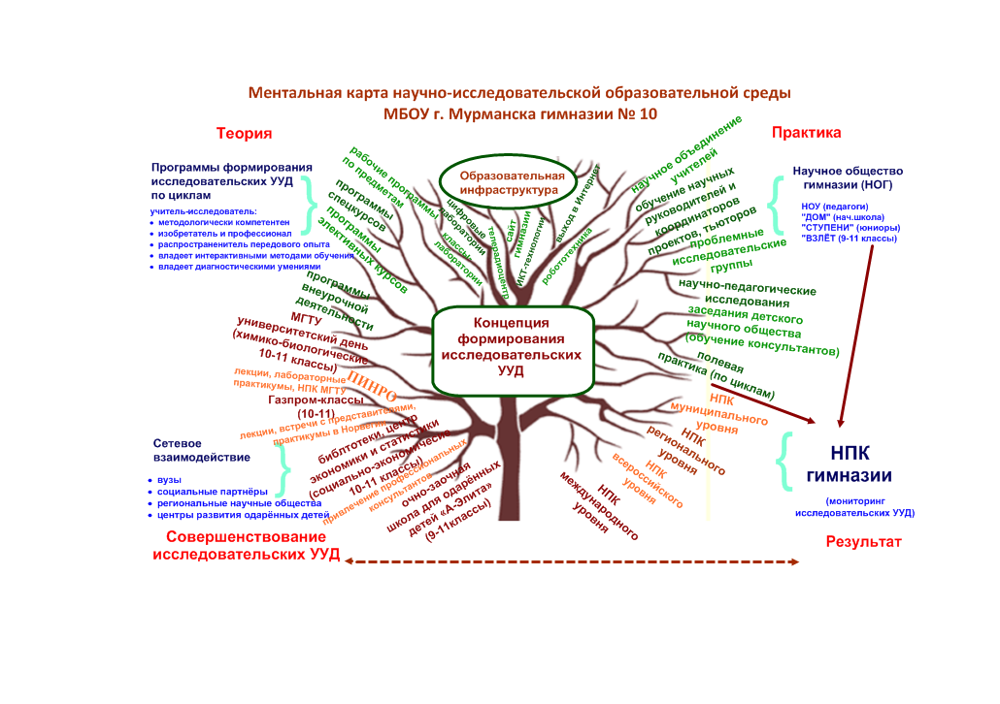 Ментальная карта научно-исследовательской образовательной среды
МБОУ г. Мурманска гимназии № 10
Теория
Практика
Программы формирования
исследовательских УУД
по циклам
учитель-исследователь:
• методологически компетентен
• изобретатель и профессионал
• распространенитель передового опыта
• владеет интерактивными методами обучения
• владеет диагностическими умениями
рабочие программы
по предметам
программы
спецкурсов
программы
элективных курсов
программы
внеурочной
деятельности
Образовательная
инфраструктура
цифровые
лаборатории
классы-
лаборатории
телерадиоцентр
сайт
гимназии
ИКТ-технологии
выход в Интернет
робототехника
научное объединение
учителей
обучение научных
руководителей и
координаторов
проектов, тьюторов
проблемные
исследовательские
группы
научно-педагогические
исследования
заседания детского
научного общества
(обучение консультантов)
полевая
практика (по циклам)
Научное общество
гимназии (НОГ)
НОУ (педагоги)
"ДОМ" (нач.школа)
"СТУПЕНИ" (юниоры)
"ВЗЛЁТ (9-11 классы)
Концепция
формирования
исследовательских
УУД
МГТУ
университетский день
(химико-биологические
10-11 классы)
лекции, лабораторные
практикумы, НПК МГТУ
ПИНРО
Газпром-классы
(10-11)
лекции, встречи с представителями,
практикумы в Норвегии
библтотеки, центр
экономики и статистики
(социально-экономичесие
10-11 классы)
привлечение профессиональных
консультантов
очно-заочная
школа дпя одарённых
детей «А-Элита»
(9-11классы)
НПК
муниципального
уровня
НПК
регионального
уровня
НПК
всероссийского
уровня
НПК
международного
уровня
Сетевое
взаимодействие
• вузы
• социальные партнёры
• региональные научные общества
• центры развития одарённых детей
НПК
гимназии
(мониторинг
исследовательских УУД)
Совершенствование
исследовательских УУД
Результат